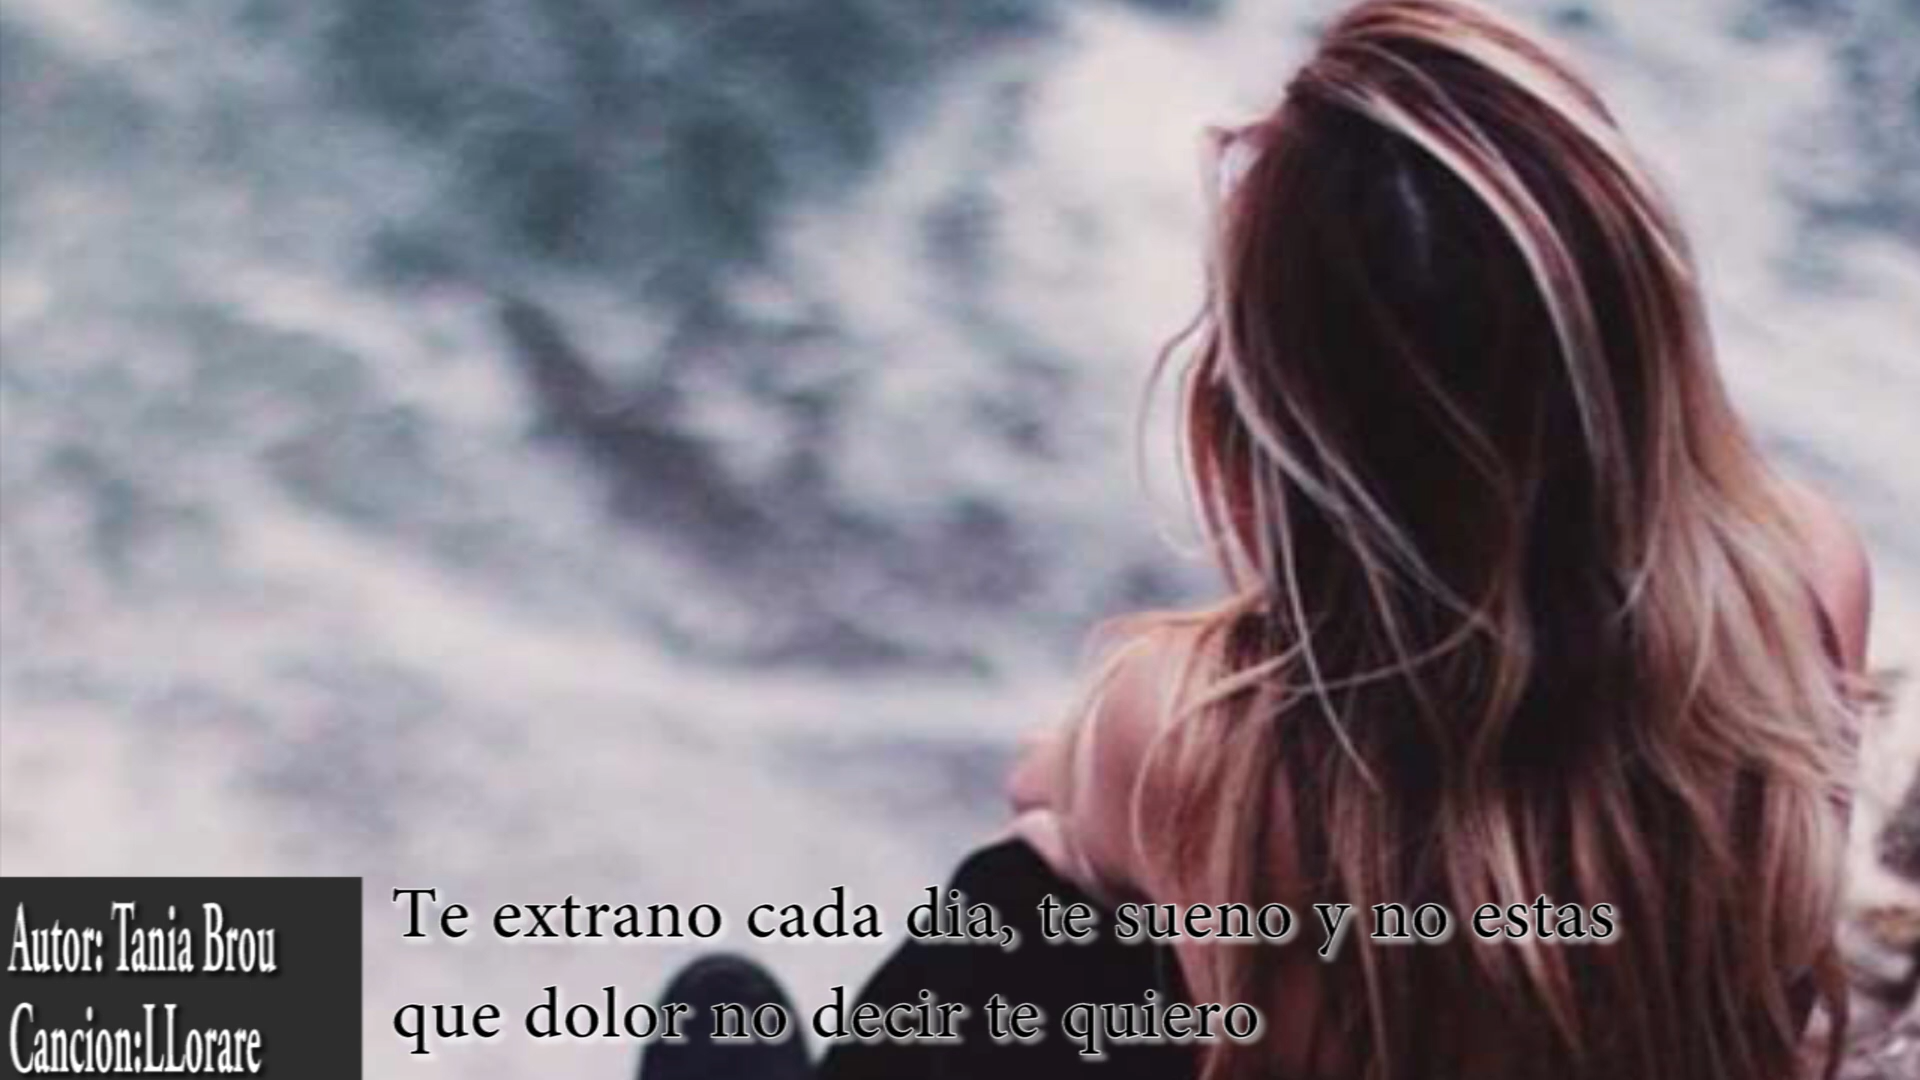 Te extrano cada dia, te sueno y no estas
que dolor no decir te quiero
Autor: Tania Brou
Cancion:LLorare